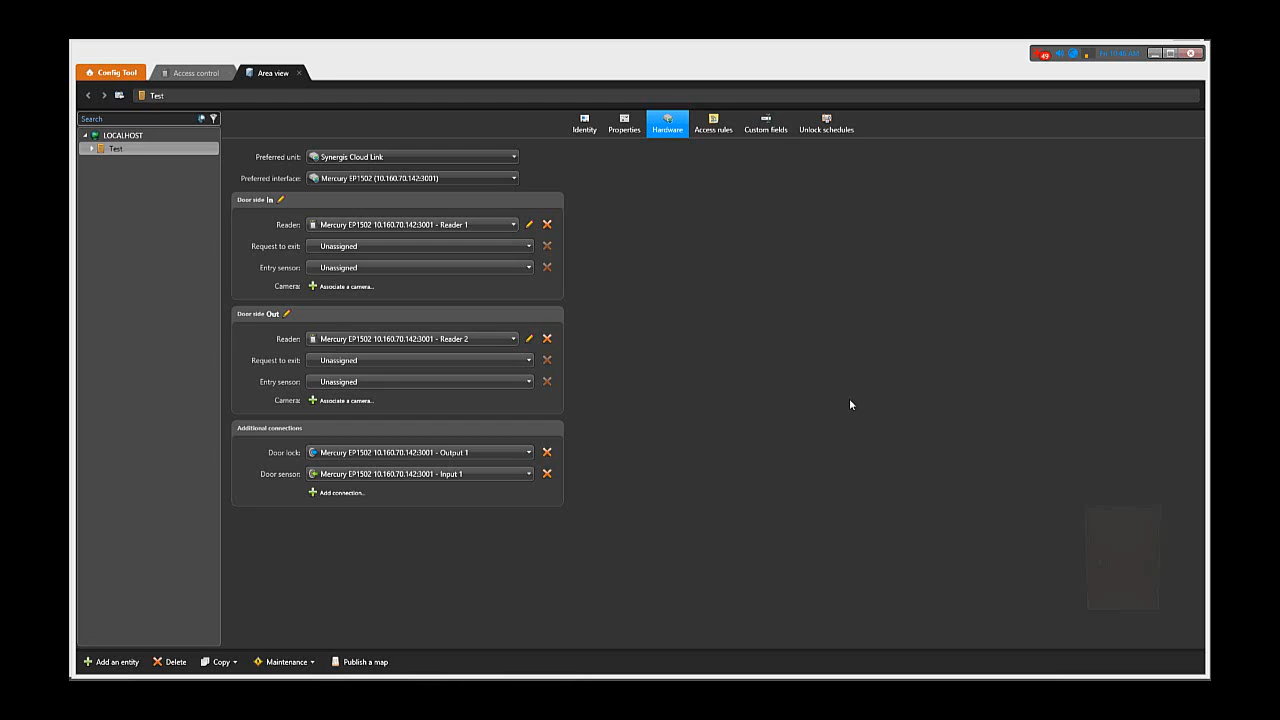 49 Fri 10:46 AM
Config Tool Access control Area view
Test
Search
LOCALHOST
Test
Identity Properties Hardware Access rules Custom fields Unlock schedules
Preferred unit: Synergis Cloud Link
Preferred interface: Mercury EP1502 (10.160.70.142:3001)
Door side In
Reader: Mercury EP1502 10.160.70.142:3001 - Reader 1
Request to exit: Unassigned
Entry sensor: Unassigned
Camera: Associate a camera...
Door side Out
Reader: Mercury EP1502 10.160.70.142:3001 - Reader 2
Request to exit: Unassigned
Entry sensor: Unassigned
Camera: Associate a camera...
Additional connections
Door lock: Mercury EP1502 10.160.70.142:3001 - Output 1
Door sensor: Mercury EP1502 10.160.70.142:3001 - Input 1
Add connection...
Add an entity Delete Copy Maintenance Publish a map